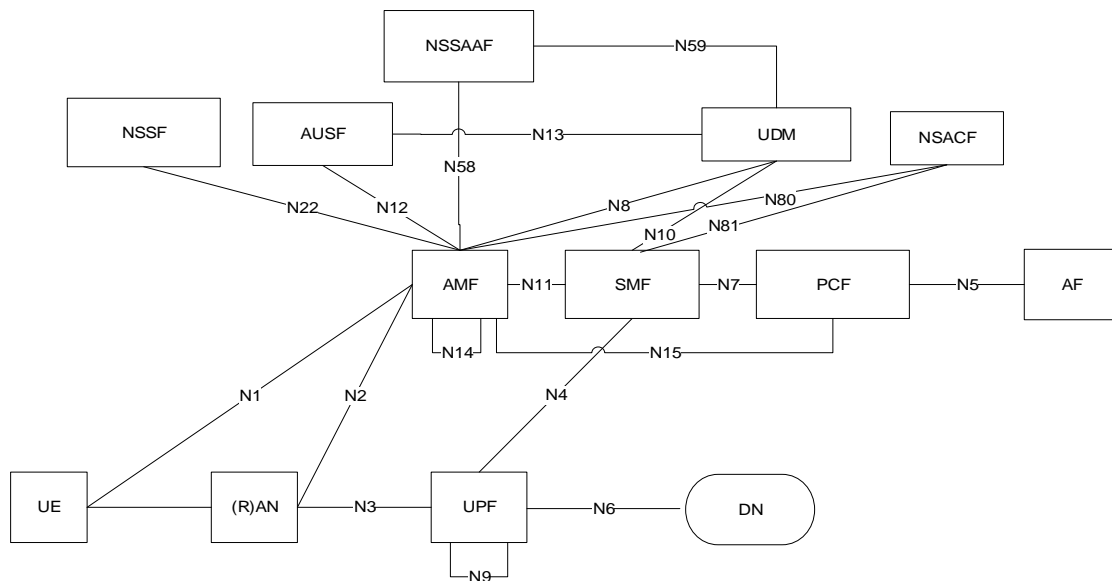 NSSAAF
N59
NSSF
AUSF
N13
UDM
NSACF
N58
N22
N12
N8
N80
N10
N81
AMF
N11
SMF
N7
PCF
N5
AF
N14
N15
N1
N2
N4
UE
(R)AN
N3
UPF
N6
DN
N9